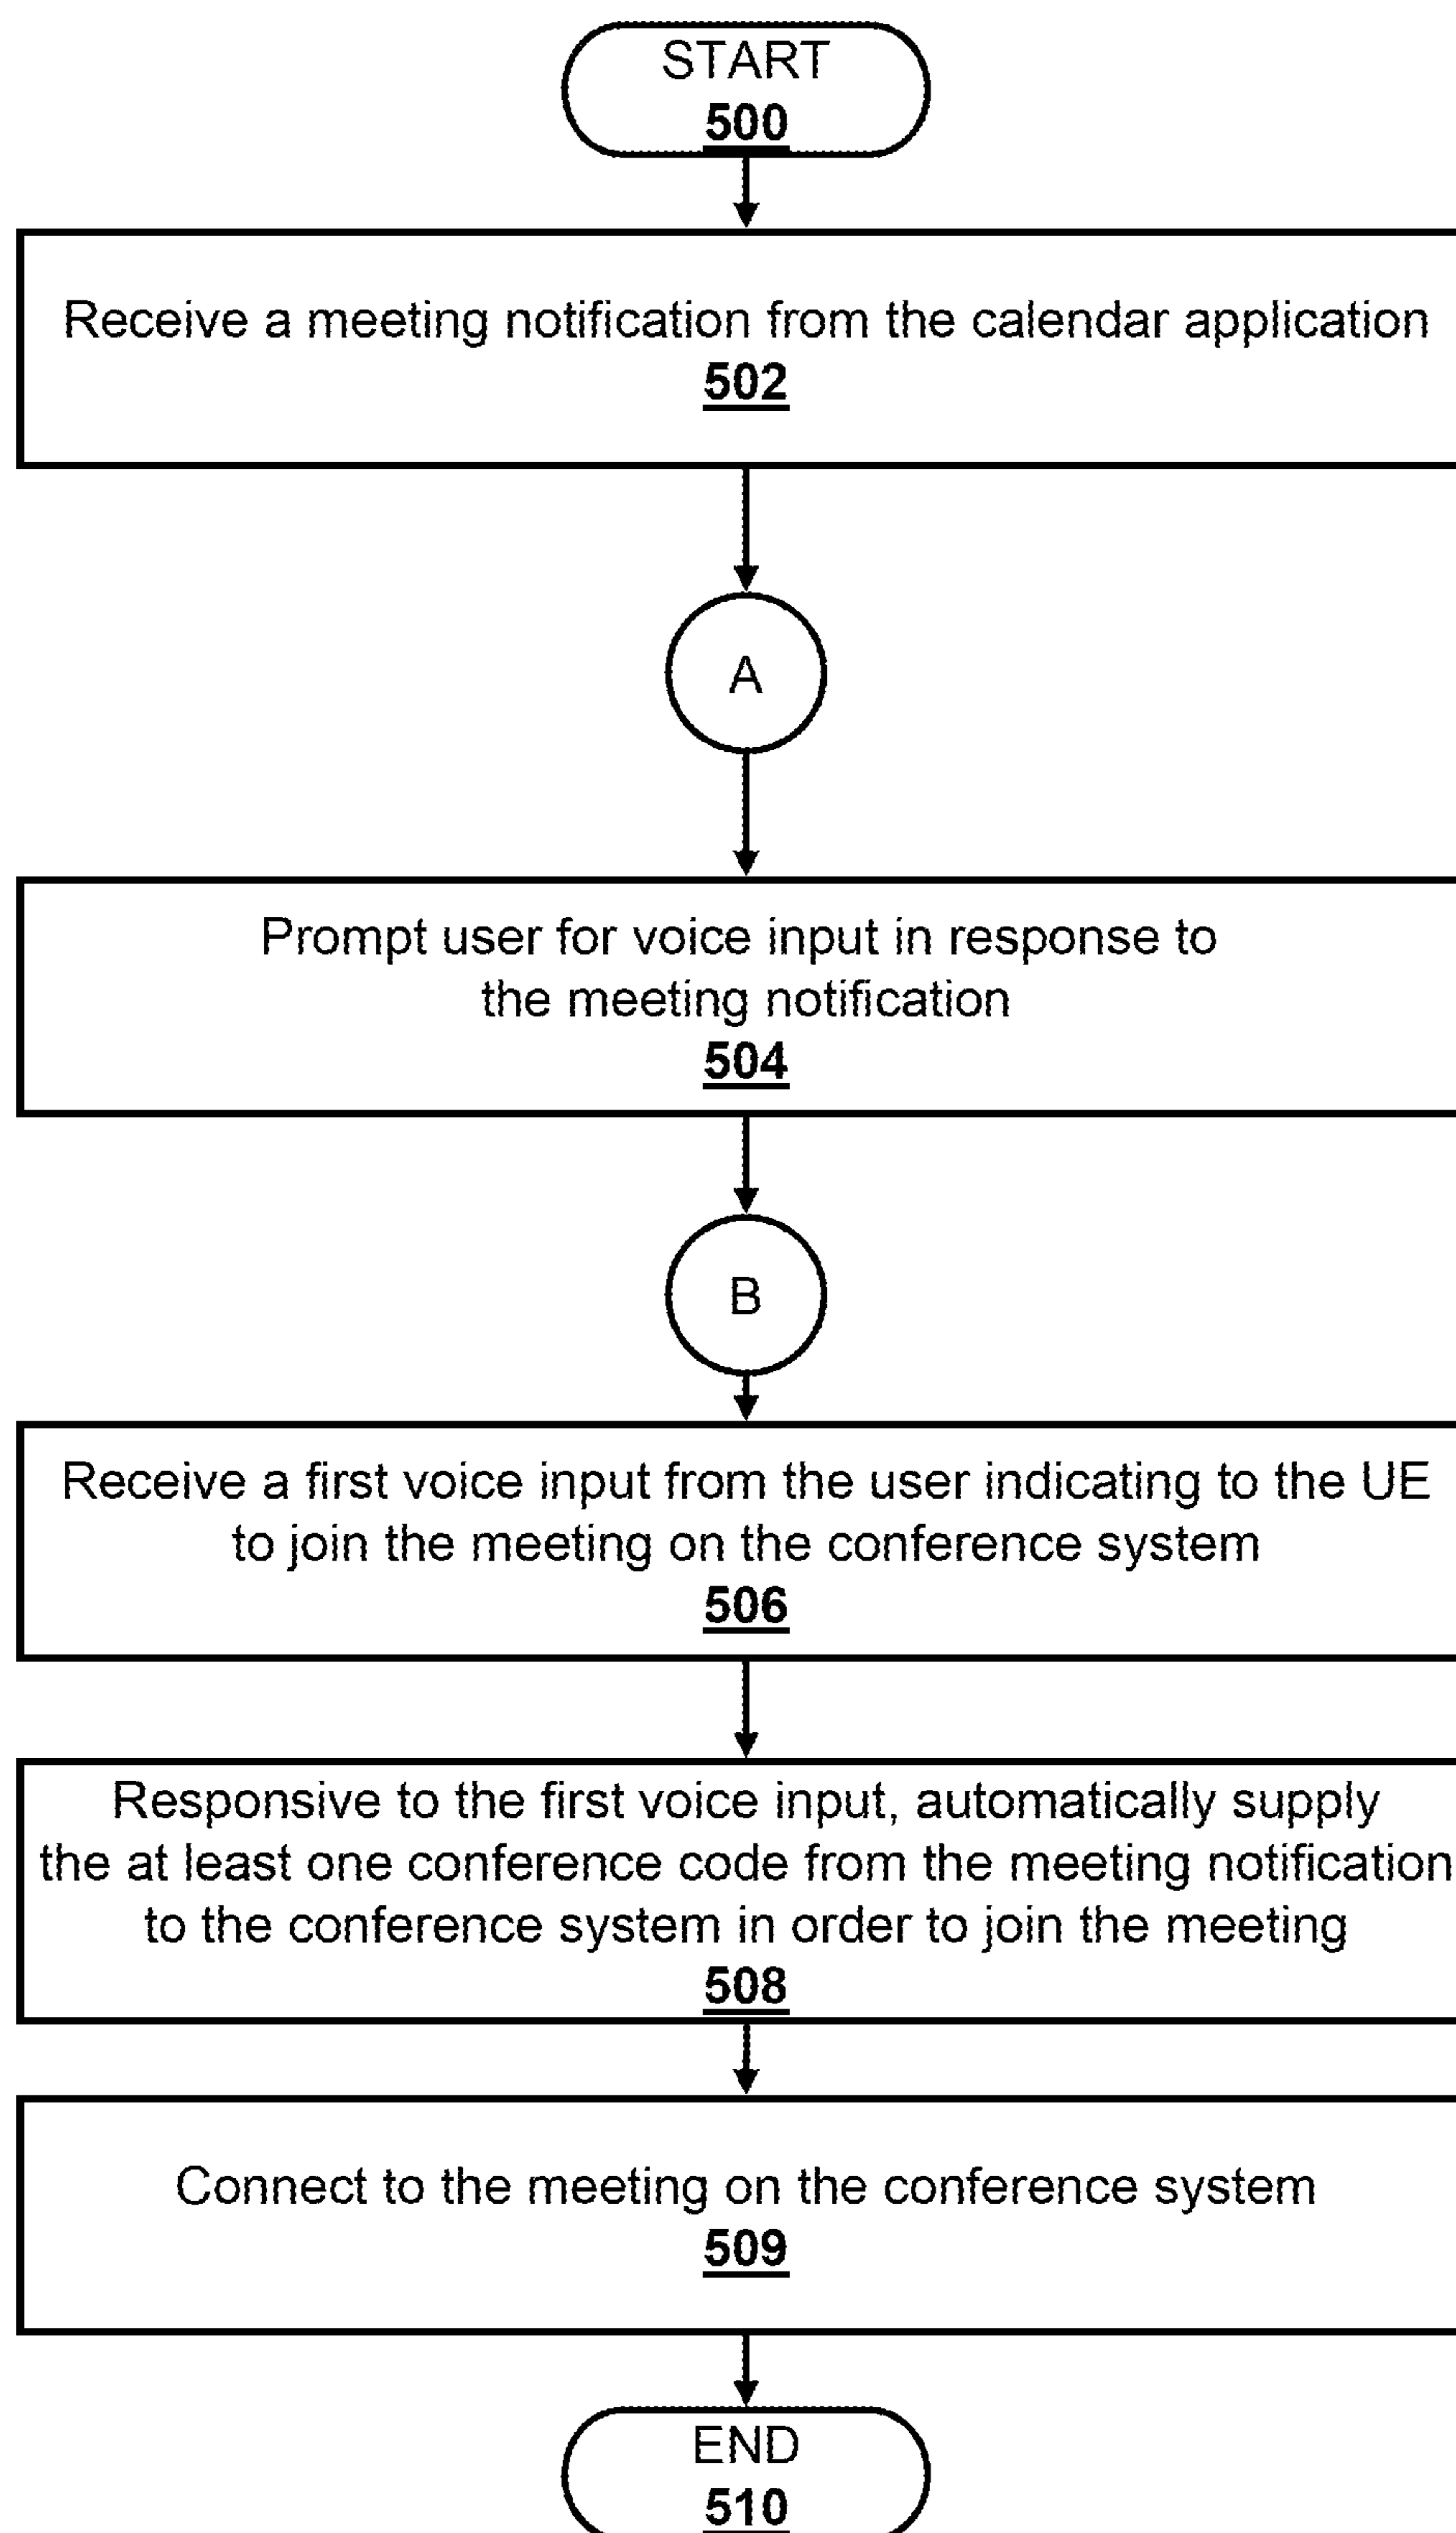 START
500
Receive a meeting notification from the calendar application
502
A
Prompt user for voice input in response to
the meeting notification
504
B
Receive a first voice input from the user indicating to the UE
to join the meeting on the conference system
506
Responsive to the first voice input, automatically supply
the at least one conference code from the meeting notification
to the conference system in order to join the meeting
508
Connect to the meeting on the conference system
509
END
510